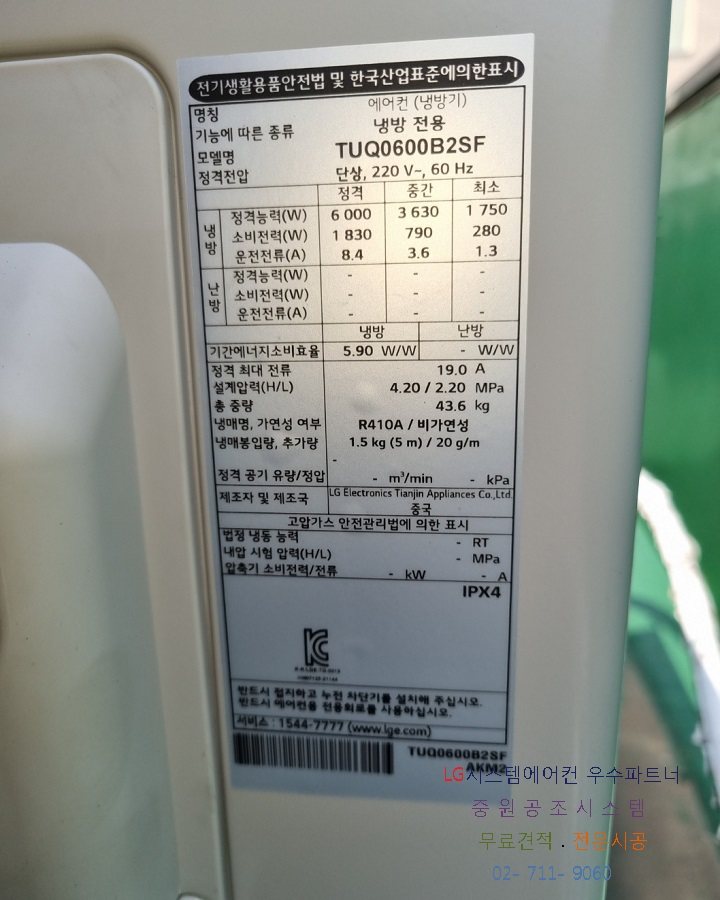 전기생활용품안전법 및 한국산업표준에의한표시
명칭 에어컨 (냉방기)
기능에 따른 종류 냉방 전용
모델명 TUQ0600B2SF
정격전압 단상, 220 V~, 60 Hz
정격 중간 최소
냉방 정격능력(W) 6 000 3 630 1 750
소비전력(W) 1 830 790 280
운전전류(A) 8.4 3.6 1.3
난방 정격능력(W) - - -
소비전력(W) - - -
운전전류(A) - - -
냉방 난방
기간에너지소비효율 5.90 W/W - W/W
정격 최대 전류 19.0 A
설계압력(H/L) 4.20 / 2.20 MPa
총 중량 43.6 kg
냉매명, 가연성 여부 R410A / 비가연성
냉매봉입량, 추가량 1.5 kg (5 m) / 20 g/m
-
정격 공기 유량/정압 - m³/min - kPa
제조자 및 제조국 LG Electronics Tianjin Appliances Co.,Ltd.
중국
고압가스 안전관리법에 의한 표시
법정 냉동 능력 - RT
내압 시험 압력(H/L) - MPa
압축기 소비전력/전류 - kW - A
IPX4
반드시 접지하고 누전 차단기를 설치해 주십시오.
반드시 에어컨용 전용회로를 사용하십시오.
서비스 : 1544-7777 (www.lge.com)
TUQ0600B2SF
AKM2
LG시스템에어컨 우수파트너
중원공조시스템
무료견적 . 전문시공
02- 711- 9060